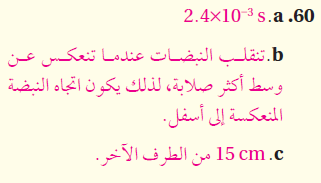 60. a. 2.4×10⁻³ s
b. تنقلب النبضات عندما تنعكس عن
وسط أكثر صلابة، لذلك يكون اتجاه النبضة
المنعكسة إلى أسفل.
c. 15 cm من الطرف الآخر.